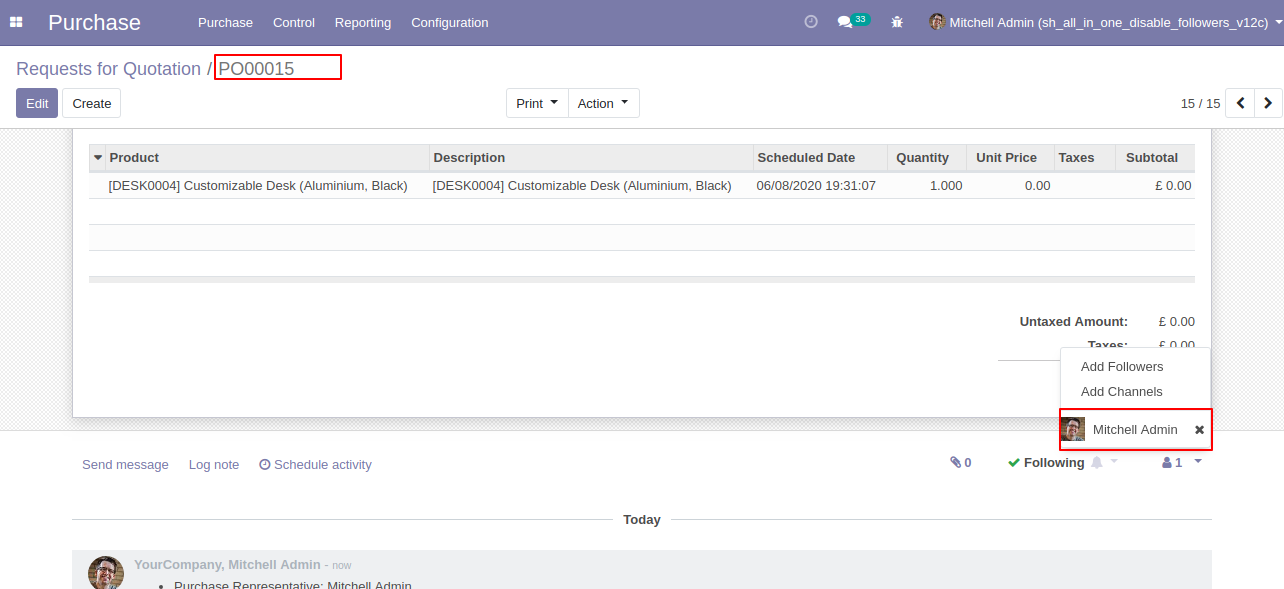 Purchase Purchase Control Reporting Configuration 33 Mitchell Admin (sh_all_in_one_disable_followers_v12c)
Requests for Quotation / PO00015
Edit Create Print Action 15 / 15
Product Description Scheduled Date Quantity Unit Price Taxes Subtotal
[DESK0004] Customizable Desk (Aluminium, Black) [DESK0004] Customizable Desk (Aluminium, Black) 06/08/2020 19:31:07 1.000 0.00 £ 0.00
Untaxed Amount: £ 0.00
Taxes: £ 0.00
Add Followers
Add Channels
Mitchell Admin
Send message Log note Schedule activity 0 Following 1
Today
YourCompany, Mitchell Admin - now
• Purchase Representative: Mitchell Admin